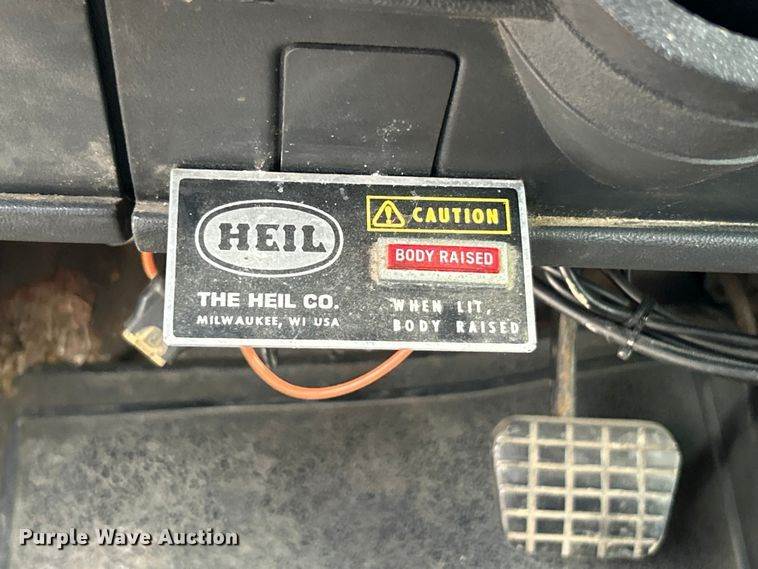 HEIL
THE HEIL CO.
MILWAUKEE, WI USA
CAUTION
BODY RAISED
WHEN LIT,
BODY RAISED
Purple Wave Auction